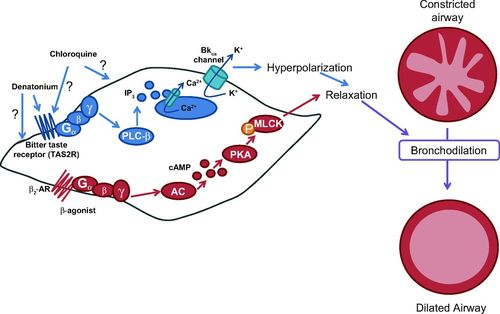 Constricted
airway
Chloroquine
?
Denatonium
?
?
Bk_ca
channel
K⁺
Hyperpolarization
Ca²⁺
IP₃
K⁺
Ca²⁺
Relaxation
γ
β
Gα
PLC-β
Bitter taste
receptor (TAS2R)
P
MLCK
PKA
Bronchodilation
cAMP
β₂-AR
Gα
β
γ
AC
β-agonist
Dilated Airway